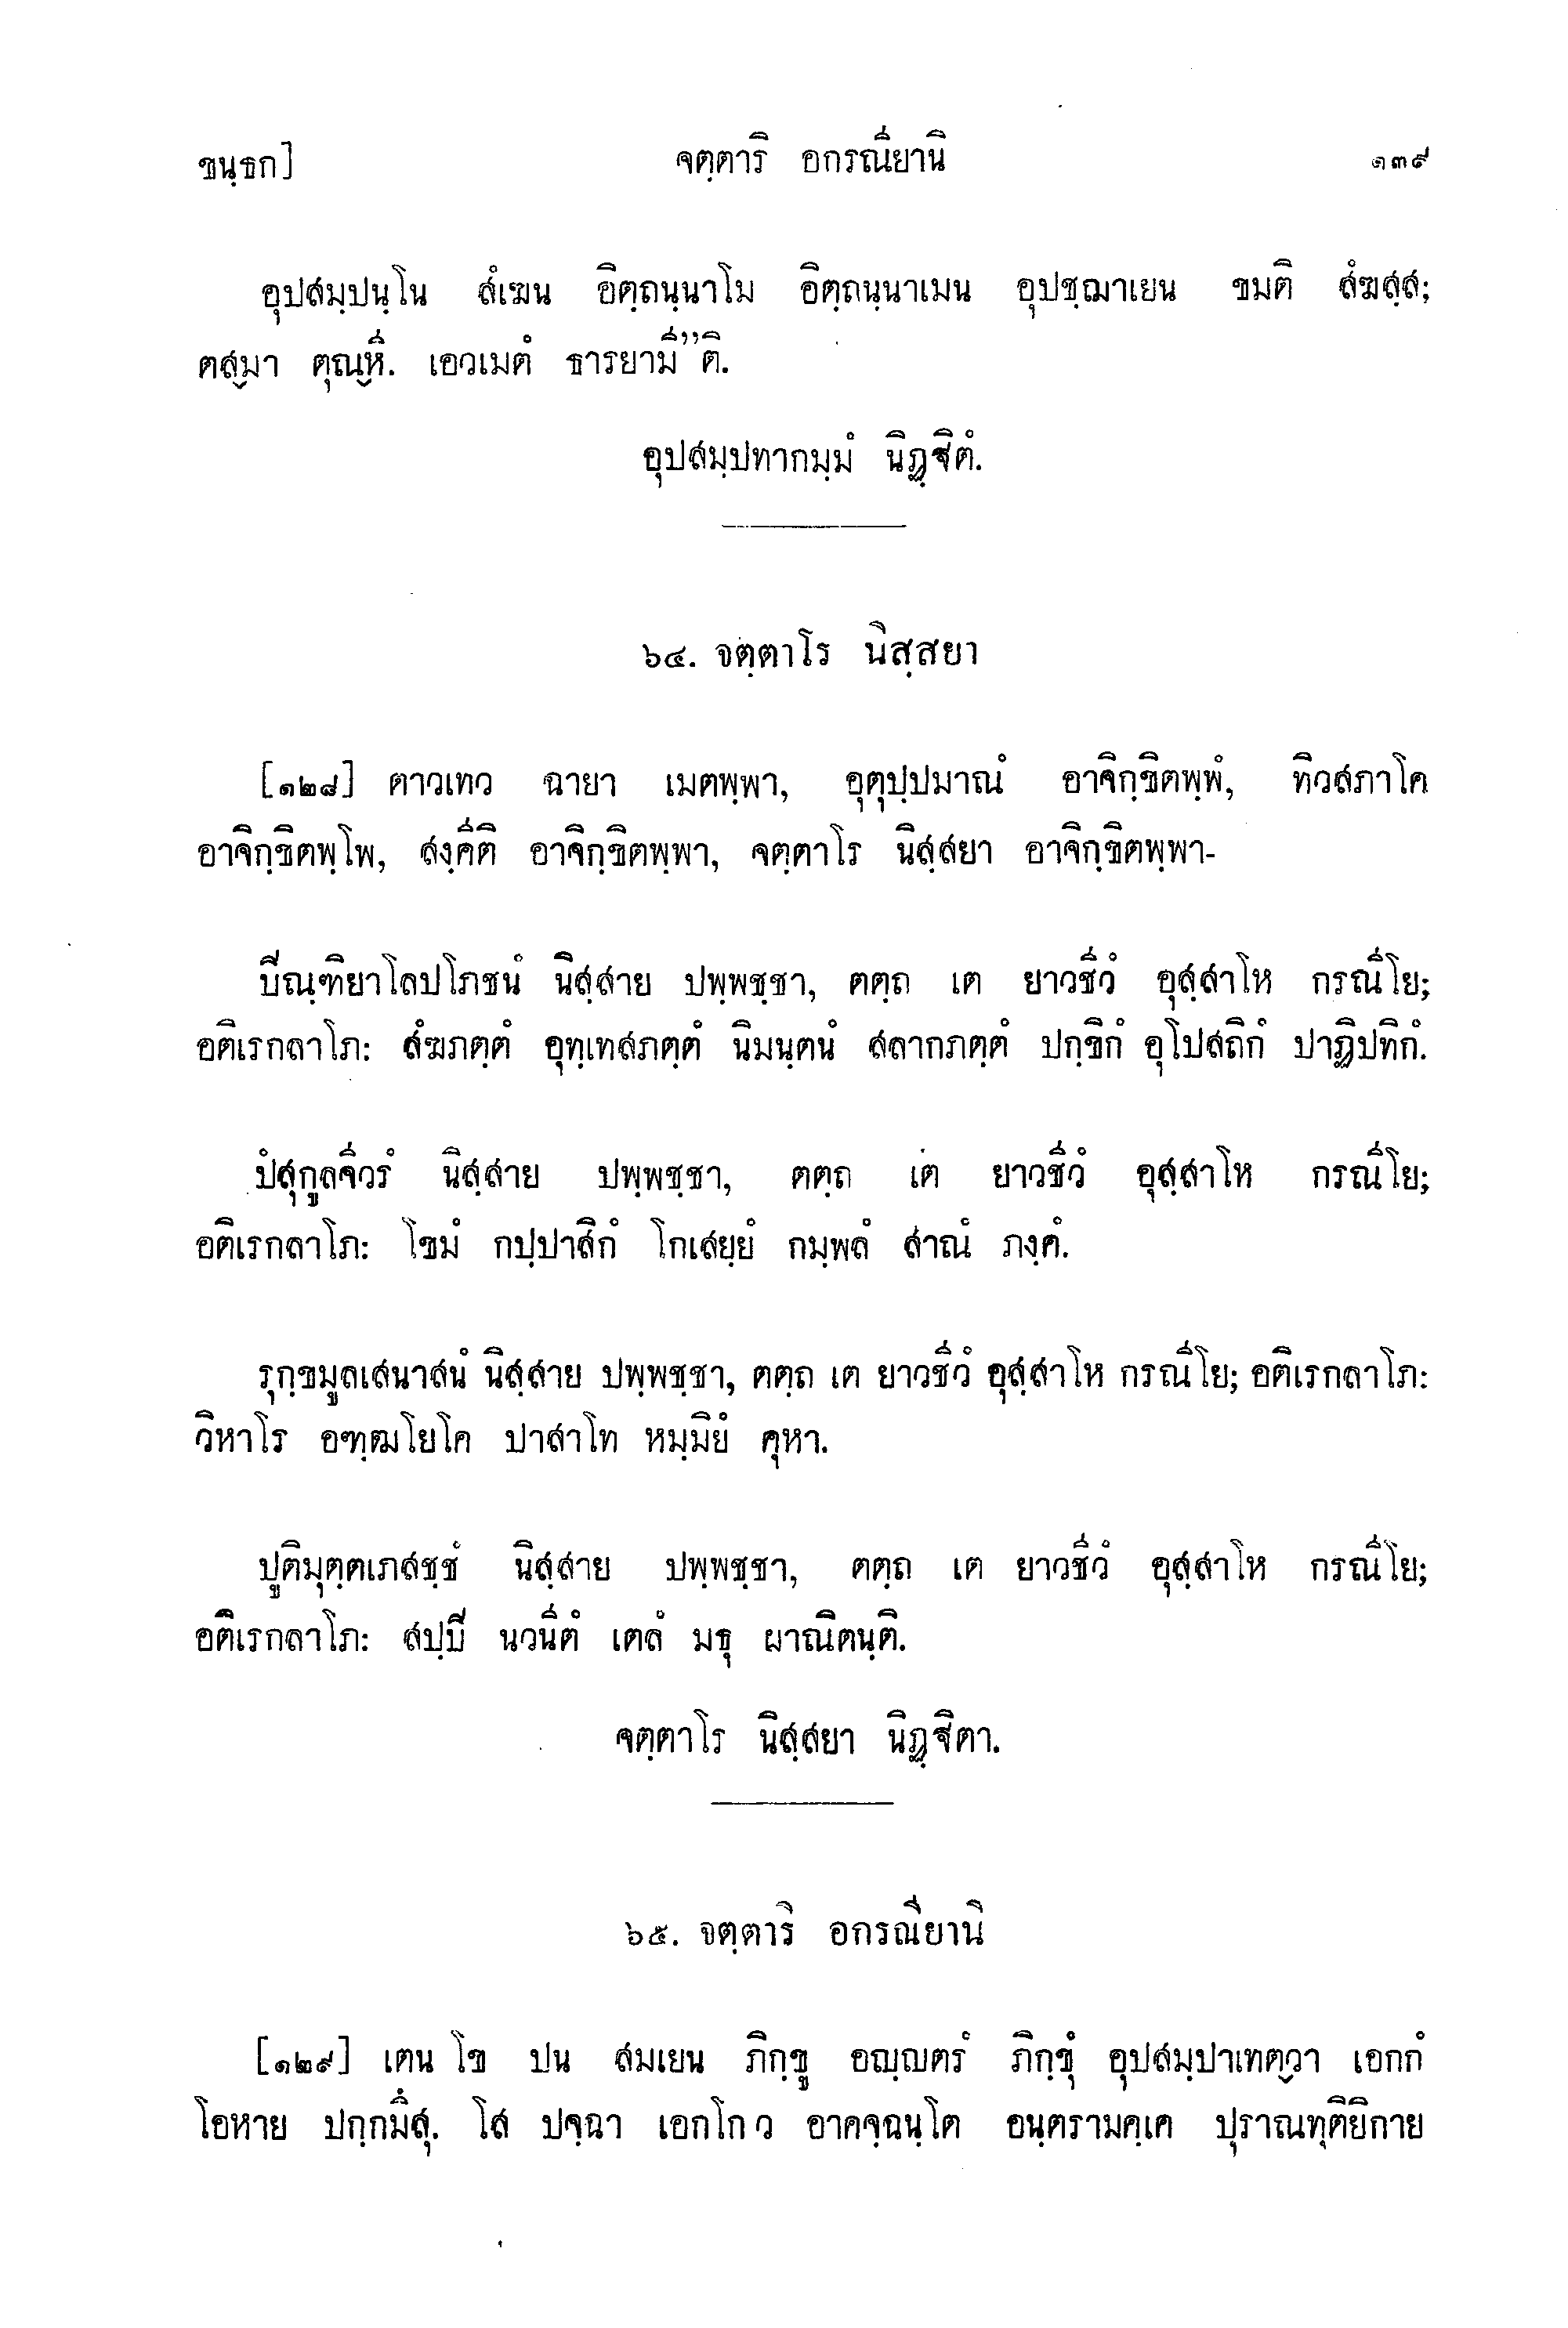 ขนฺธก]
จตฺตาริ อกรณียานิ
๑๓๙
อุปสมฺปนฺโน สํเฆน อิตฺถนฺนาโม อิตฺถนฺนาเมน อุปชฺฌาเยน ขมติ สํฆสฺส;
ตสฺมา ตุณฺหี. เอวเมตํ ธารยามี”ติ.
อุปสมฺปทากมฺมํ นิฏฺฐิตํ.
๖๔. จตฺตาโร นิสฺสยา
[๑๒๘] ตาวเทว ฉายา เมตพฺพา, อุตุปฺปมาณํ อาจิกฺขิตพฺพํ, ทิวสภาโค
อาจิกฺขิตพฺโพ, สงฺคีติ อาจิกฺขิตพฺพา, จตฺตาโร นิสฺสยา อาจิกฺขิตพฺพา-
ปิณฺฑิยาโลปโภชนํ นิสฺสาย ปพฺพชฺชา, ตตฺถ เต ยาวชีวํ อุสฺสาโห กรณีโย;
อติเรกลาโภ: สํฆภตฺตํ อุทฺเทสภตฺตํ นิมนฺตนํ สลากภตฺตํ ปกฺขิกํ อุโปสถิกํ ปาฏิปทิกํ.
ปํสุกูลจีวรํ นิสฺสาย ปพฺพชฺชา, ตตฺถ เต ยาวชีวํ อุสฺสาโห กรณีโย;
อติเรกลาโภ: โขมํ กปฺปาสิกํ โกเสยฺยํ กมฺพลํ สาณํ ภงฺคํ.
รุกฺขมูลเสนาสนํ นิสฺสาย ปพฺพชฺชา, ตตฺถ เต ยาวชีวํ อุสฺสาโห กรณีโย; อติเรกลาโภ:
วิหาโร อฑฺฒโยโค ปาสาโท หมฺมิยํ คุหา.
ปูติมุตฺตเภสชฺชํ นิสฺสาย ปพฺพชฺชา, ตตฺถ เต ยาวชีวํ อุสฺสาโห กรณีโย;
อติเรกลาโภ: สปฺปิ นวนีตํ เตลํ มธุ ผาณิตนฺติ.
จตฺตาโร นิสฺสยา นิฏฺฐิตา.
๖๕. จตฺตาริ อกรณียานิ
[๑๒๙] เตน โข ปน สมเยน ภิกฺขู อญฺญตรํ ภิกฺขุํ อุปสมฺปาเทตฺวา เอกกํ
โอหาย ปกฺกมึสุ. โส ปจฺฉา เอกโก ว อาคจฺฉนฺโต อนฺตรามคฺเค ปุราณทุติยิกาย